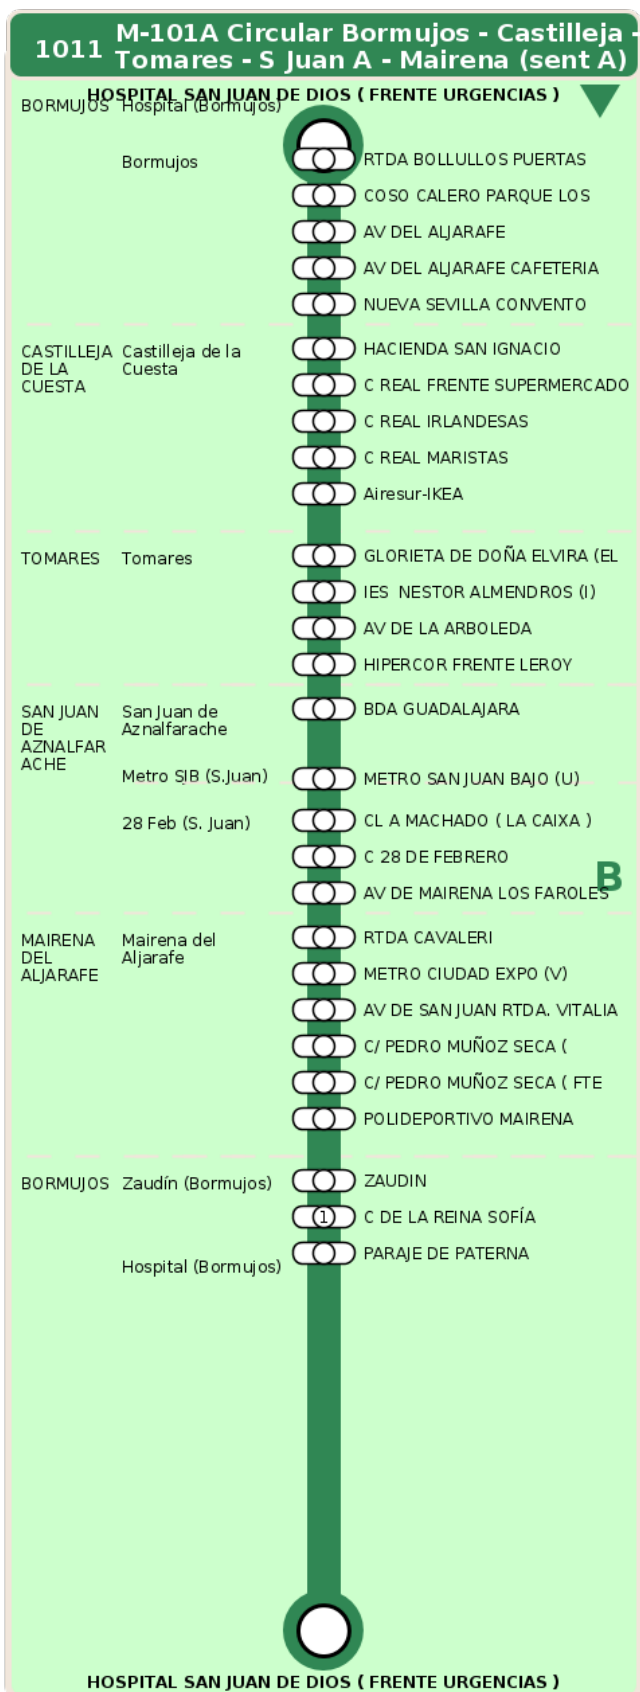 1011
M-101A Circular Bormujos - Castilleja -
Tomares - S Juan A - Mairena (sent A)
HOSPITAL SAN JUAN DE DIOS ( FRENTE URGENCIAS )
BORMUJOS Hospital (Bormujos)
Bormujos RTDA BOLLULLOS PUERTAS
COSO CALERO PARQUE LOS
AV DEL ALJARAFE
AV DEL ALJARAFE CAFETERIA
NUEVA SEVILLA CONVENTO
CASTILLEJA
DE LA
CUESTA
Castilleja de la
Cuesta
HACIENDA SAN IGNACIO
C REAL FRENTE SUPERMERCADO
C REAL IRLANDESAS
C REAL MARISTAS
Airesur-IKEA
TOMARES Tomares GLORIETA DE DOÑA ELVIRA (EL
IES NESTOR ALMENDROS (I)
AV DE LA ARBOLEDA
HIPERCOR FRENTE LEROY
SAN JUAN
DE
AZNALFAR
ACHE
San Juan de
Aznalfarache
BDA GUADALAJARA
Metro SJB (S.Juan) METRO SAN JUAN BAJO (U)
28 Feb (S. Juan) CL A MACHADO ( LA CAIXA )
C 28 DE FEBRERO
B
AV DE MAIRENA LOS FAROLES
MAIRENA
DEL
ALJARAFE
Mairena del
Aljarafe
RTDA CAVALERI
METRO CIUDAD EXPO (V)
AV DE SAN JUAN RTDA. VITALIA
C/ PEDRO MUÑOZ SECA (
C/ PEDRO MUÑOZ SECA ( FTE
POLIDEPORTIVO MAIRENA
BORMUJOS Zaudín (Bormujos) ZAUDIN
1 C DE LA REINA SOFÍA
PARAJE DE PATERNA
Hospital (Bormujos)
HOSPITAL SAN JUAN DE DIOS ( FRENTE URGENCIAS )